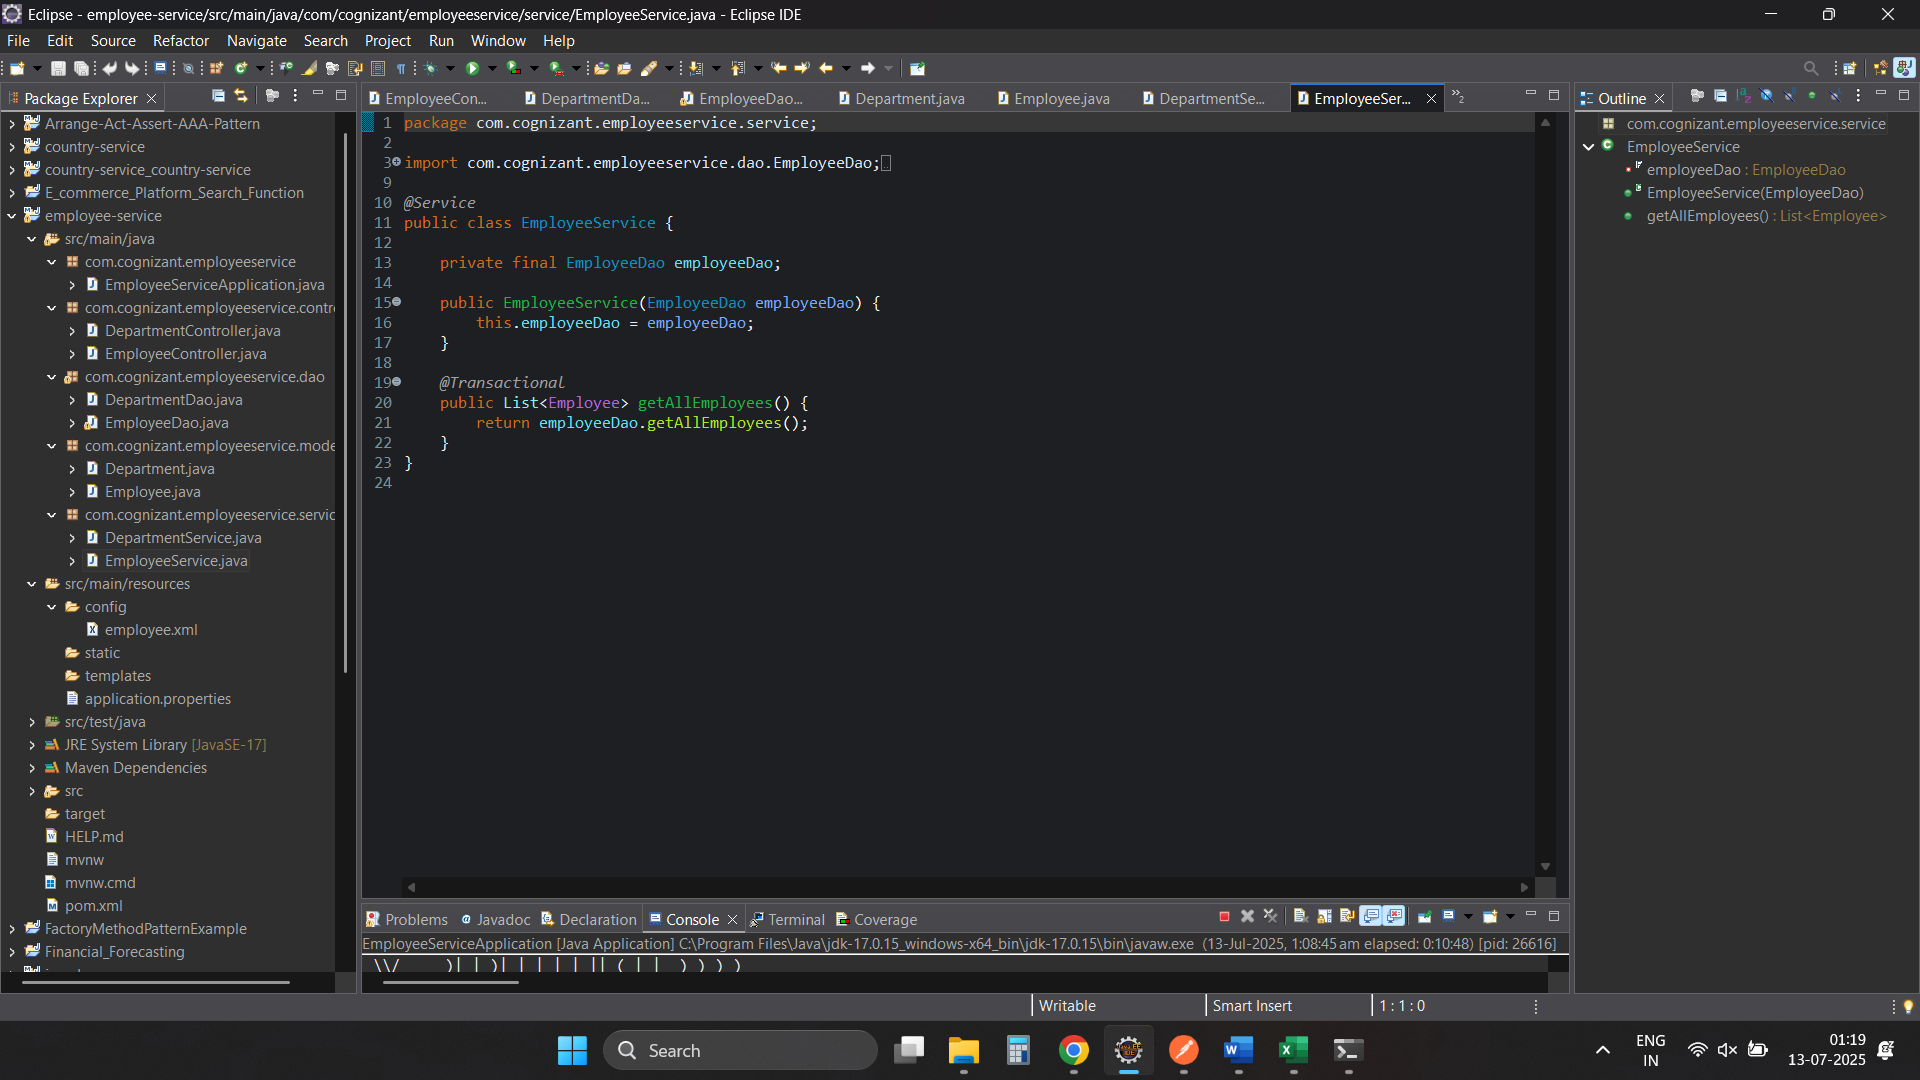 Eclipse - employee-service/src/main/java/com/cognizant/employeeservice/service/EmployeeService.java - Eclipse IDE
File Edit Source Refactor Navigate Search Project Run Window Help
Package Explorer
Arrange-Act-Assert-AAA-Pattern
country-service
country-service_country-service
E_commerce_Platform_Search_Function
employee-service
src/main/java
com.cognizant.employeeservice
EmployeeServiceApplication.java
com.cognizant.employeeservice.contr
DepartmentController.java
EmployeeController.java
com.cognizant.employeeservice.dao
DepartmentDao.java
EmployeeDao.java
com.cognizant.employeeservice.mode
Department.java
Employee.java
com.cognizant.employeeservice.servic
DepartmentService.java
EmployeeService.java
src/main/resources
config
employee.xml
static
templates
application.properties
src/test/java
JRE System Library [JavaSE-17]
Maven Dependencies
src
target
HELP.md
mvnw
mvnw.cmd
pom.xml
FactoryMethodPatternExample
Financial_Forecasting
EmployeeCon... DepartmentDa... EmployeeDao... Department.java Employee.java DepartmentSe... EmployeeSer... »2
1 package com.cognizant.employeeservice.service;
2
3 import com.cognizant.employeeservice.dao.EmployeeDao;
9
10 @Service
11 public class EmployeeService {
12
13 private final EmployeeDao employeeDao;
14
15 public EmployeeService(EmployeeDao employeeDao) {
16 this.employeeDao = employeeDao;
17 }
18
19 @Transactional
20 public List<Employee> getAllEmployees() {
21 return employeeDao.getAllEmployees();
22 }
23 }
24
Outline
com.cognizant.employeeservice.service
EmployeeService
employeeDao : EmployeeDao
EmployeeService(EmployeeDao)
getAllEmployees() : List<Employee>
Problems Javadoc Declaration Console Terminal Coverage
EmployeeServiceApplication [Java Application] C:\Program Files\Java\jdk-17.0.15_windows-x64_bin\jdk-17.0.15\bin\javaw.exe (13-Jul-2025, 1:08:45 am elapsed: 0:10:48) [pid: 26616]
\\/ )| | )| | | | | || ( | | ) ) ) )
Writable Smart Insert 1 : 1 : 0
Search
ENG
IN
01:19
13-07-2025